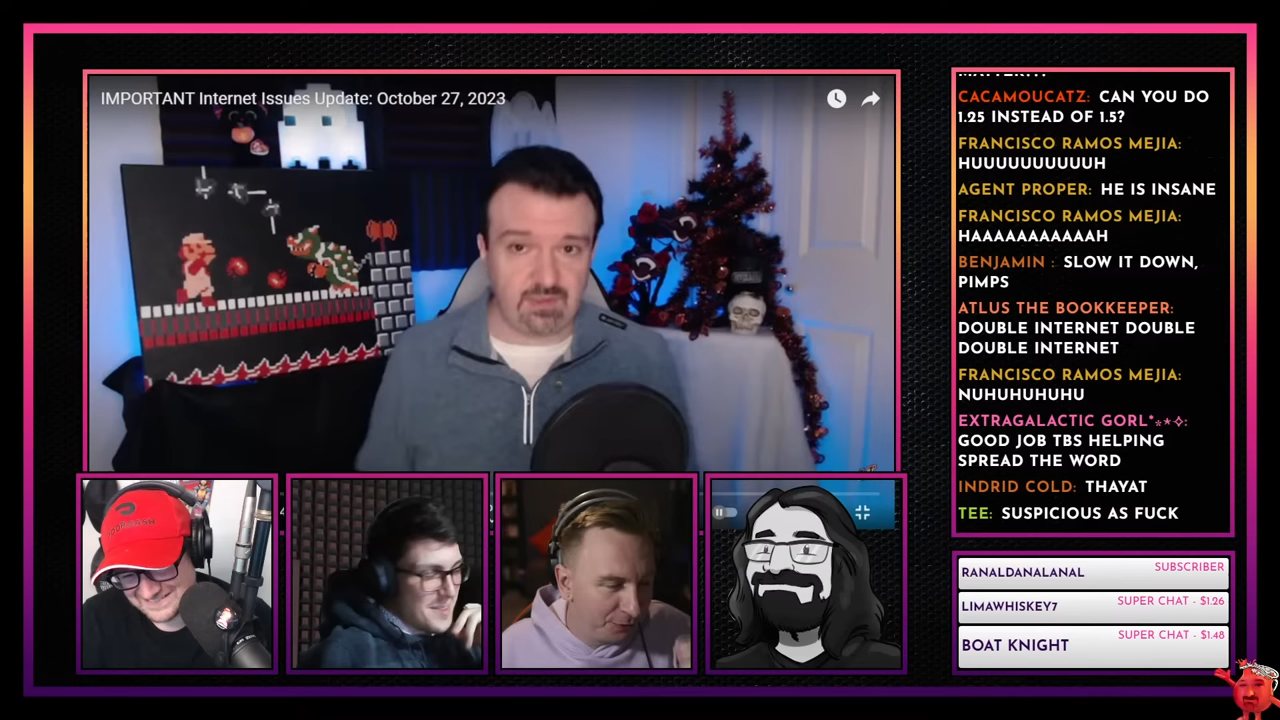 IMPORTANT Internet Issues Update: October 27, 2023
CACAMOUCATZ: CAN YOU DO
1.25 INSTEAD OF 1.5?
FRANCISCO RAMOS MEJIA:
HUUUUUUUUUUH
AGENT PROPER: HE IS INSANE
FRANCISCO RAMOS MEJIA:
HAAAAAAAAAAAH
BENJAMIN : SLOW IT DOWN,
PIMPS
ATLUS THE BOOKKEEPER:
DOUBLE INTERNET DOUBLE
DOUBLE INTERNET
FRANCISCO RAMOS MEJIA:
NUHUHUHUHU
EXTRAGALACTIC GORL*⁎⋆✧:
GOOD JOB TBS HELPING
SPREAD THE WORD
INDRID COLD: THAYAT
TEE: SUSPICIOUS AS FUCK
RANALDANALANAL SUBSCRIBER
LIMAWHISKEY7 SUPER CHAT - $1.26
BOAT KNIGHT SUPER CHAT - $1.48